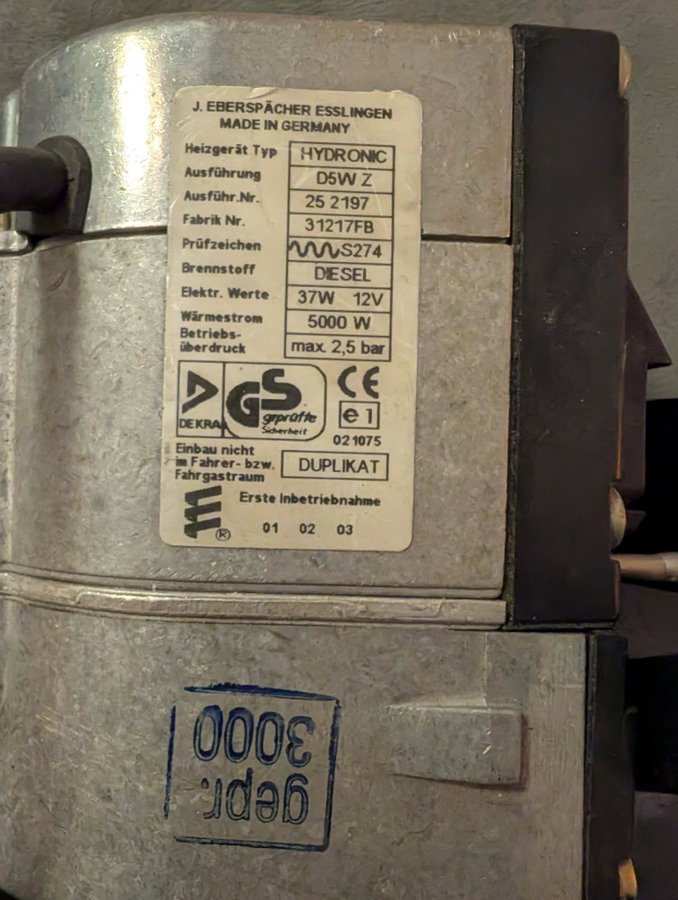 J. EBERSPÄCHER ESSLINGEN
MADE IN GERMANY
Heizgerät Typ HYDRONIC
Ausführung D5W Z
Ausführ.Nr. 25 2197
Fabrik Nr. 31217FB
Prüfzeichen S274
Brennstoff DIESEL
Elektr. Werte 37W 12V
Wärmestrom 5000 W
Betriebs-
überdruck max. 2,5 bar
DEKRA GS geprüfte Sicherheit CE
e1
021075
Einbau nicht
im Fahrer- bzw.
Fahrgastraum
DUPLIKAT
Erste Inbetriebnahme
®
01 02 03
gepr.
3000